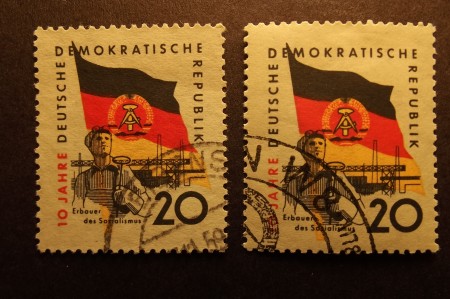 10 JAHRE DEUTSCHE DEMOKRATISCHE REPUBLIK
Erbauer
des Sozialismus
20
JAHRE DEUTSCHE DEMOKRATISCHE REPUBLIK
Erbauer
des Sozialismus
20